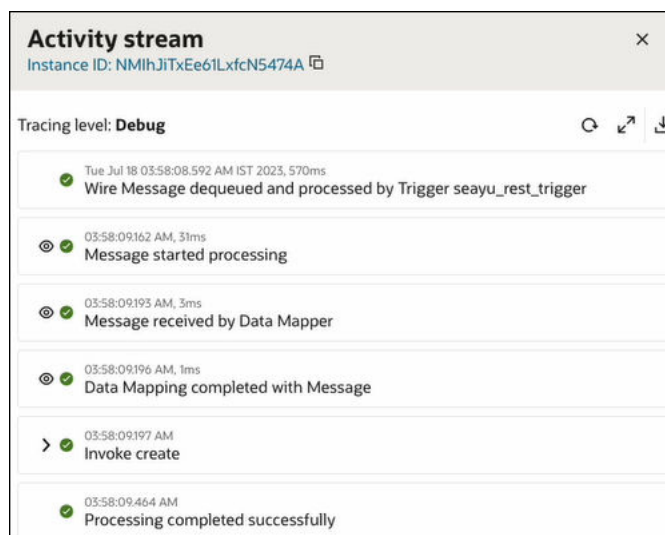 Activity stream
Instance ID: NMIhJiTxEe61LxfcN5474A
Tracing level: Debug
Tue Jul 18 03:58:08.592 AM IST 2023, 570ms
Wire Message dequeued and processed by Trigger seayu_rest_trigger
03:58:09.162 AM, 31ms
Message started processing
03:58:09.193 AM, 3ms
Message received by Data Mapper
03:58:09.196 AM, 1ms
Data Mapping completed with Message
03:58:09.197 AM
Invoke create
03:58:09.464 AM
Processing completed successfully